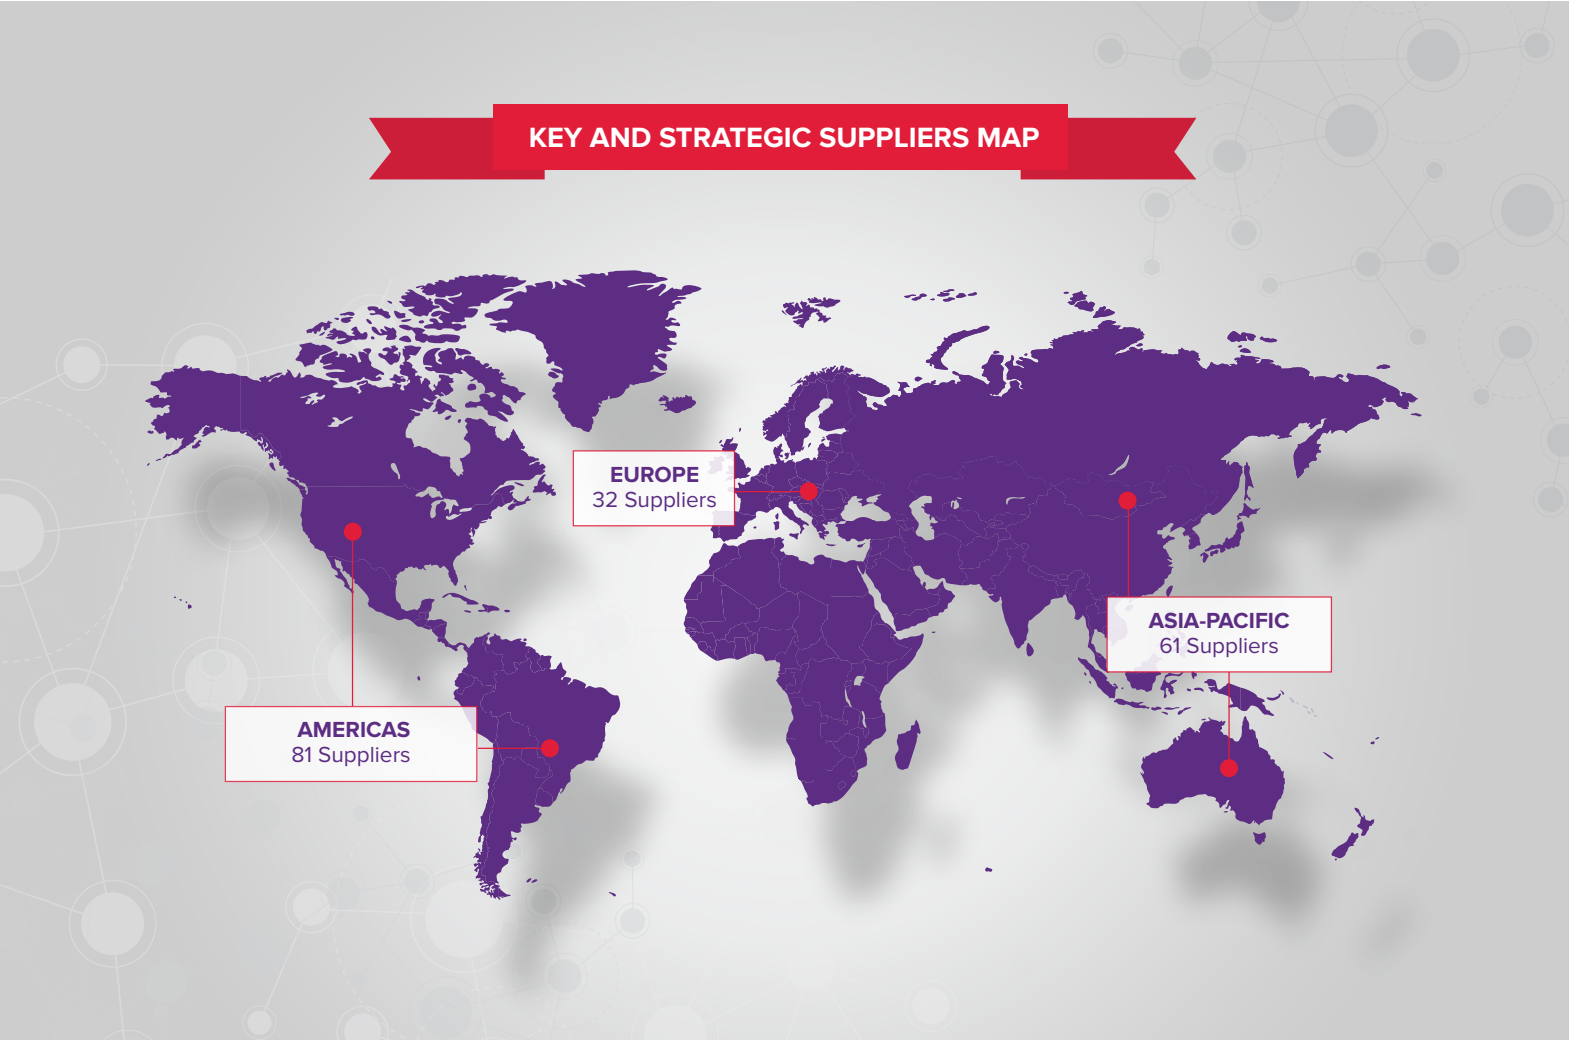 KEY AND STRATEGIC SUPPLIERS MAP
EUROPE
32 Suppliers
ASIA-PACIFIC
61 Suppliers
AMERICAS
81 Suppliers